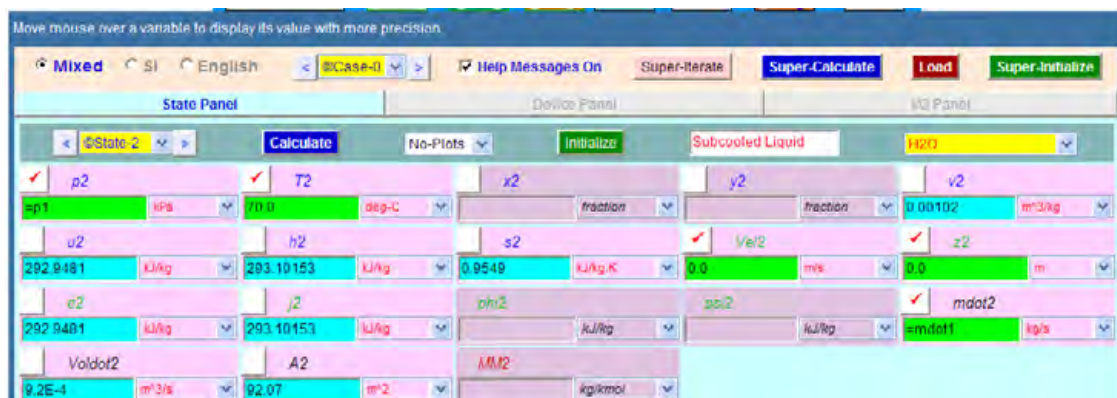 Move mouse over a variable to display its value with more precision.
Mixed SI English < ©Case-0 > Help Messages On Super-Iterate Super-Calculate Load Super-Initialize
State Panel Device Panel I/O Panel
< ©State-2 > Calculate No-Plots Initialize Subcooled Liquid H2O
p2 T2 x2 y2 v2
=p1 kPa 70.0 deg-C fraction fraction 0.00102 m^3/kg
u2 h2 s2 Vel2 z2
292.9481 kJ/kg 293.10153 kJ/kg 0.9549 kJ/kg.K 0.0 m/s 0.0 m
e2 j2 phi2 psi2 mdot2
292.9481 kJ/kg 293.10153 kJ/kg kJ/kg kJ/kg =mdot1 kg/s
Voldot2 A2 MM2
9.2E-4 m^3/s 92.07 m^2 kg/kmol